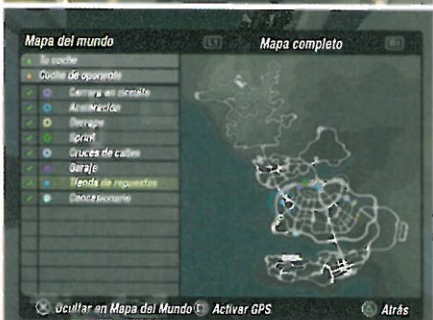 Mapa del mundo
L1
Mapa completo
R1
Tu coche
Coche de oponente
Carrera en circuito
Aceleración
Derrape
Sprint
Cruces de calles
Garaje
Tienda de repuestos
Concesionario
Ocultar en Mapa del Mundo
Activar GPS
Atrás